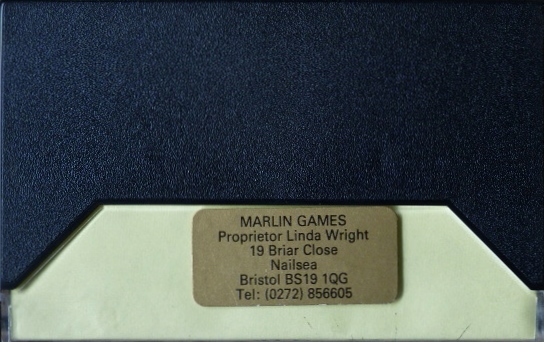 MARLIN GAMES
Proprietor Linda Wright
19 Briar Close
Nailsea
Bristol BS19 1QG
Tel: (0272) 856605